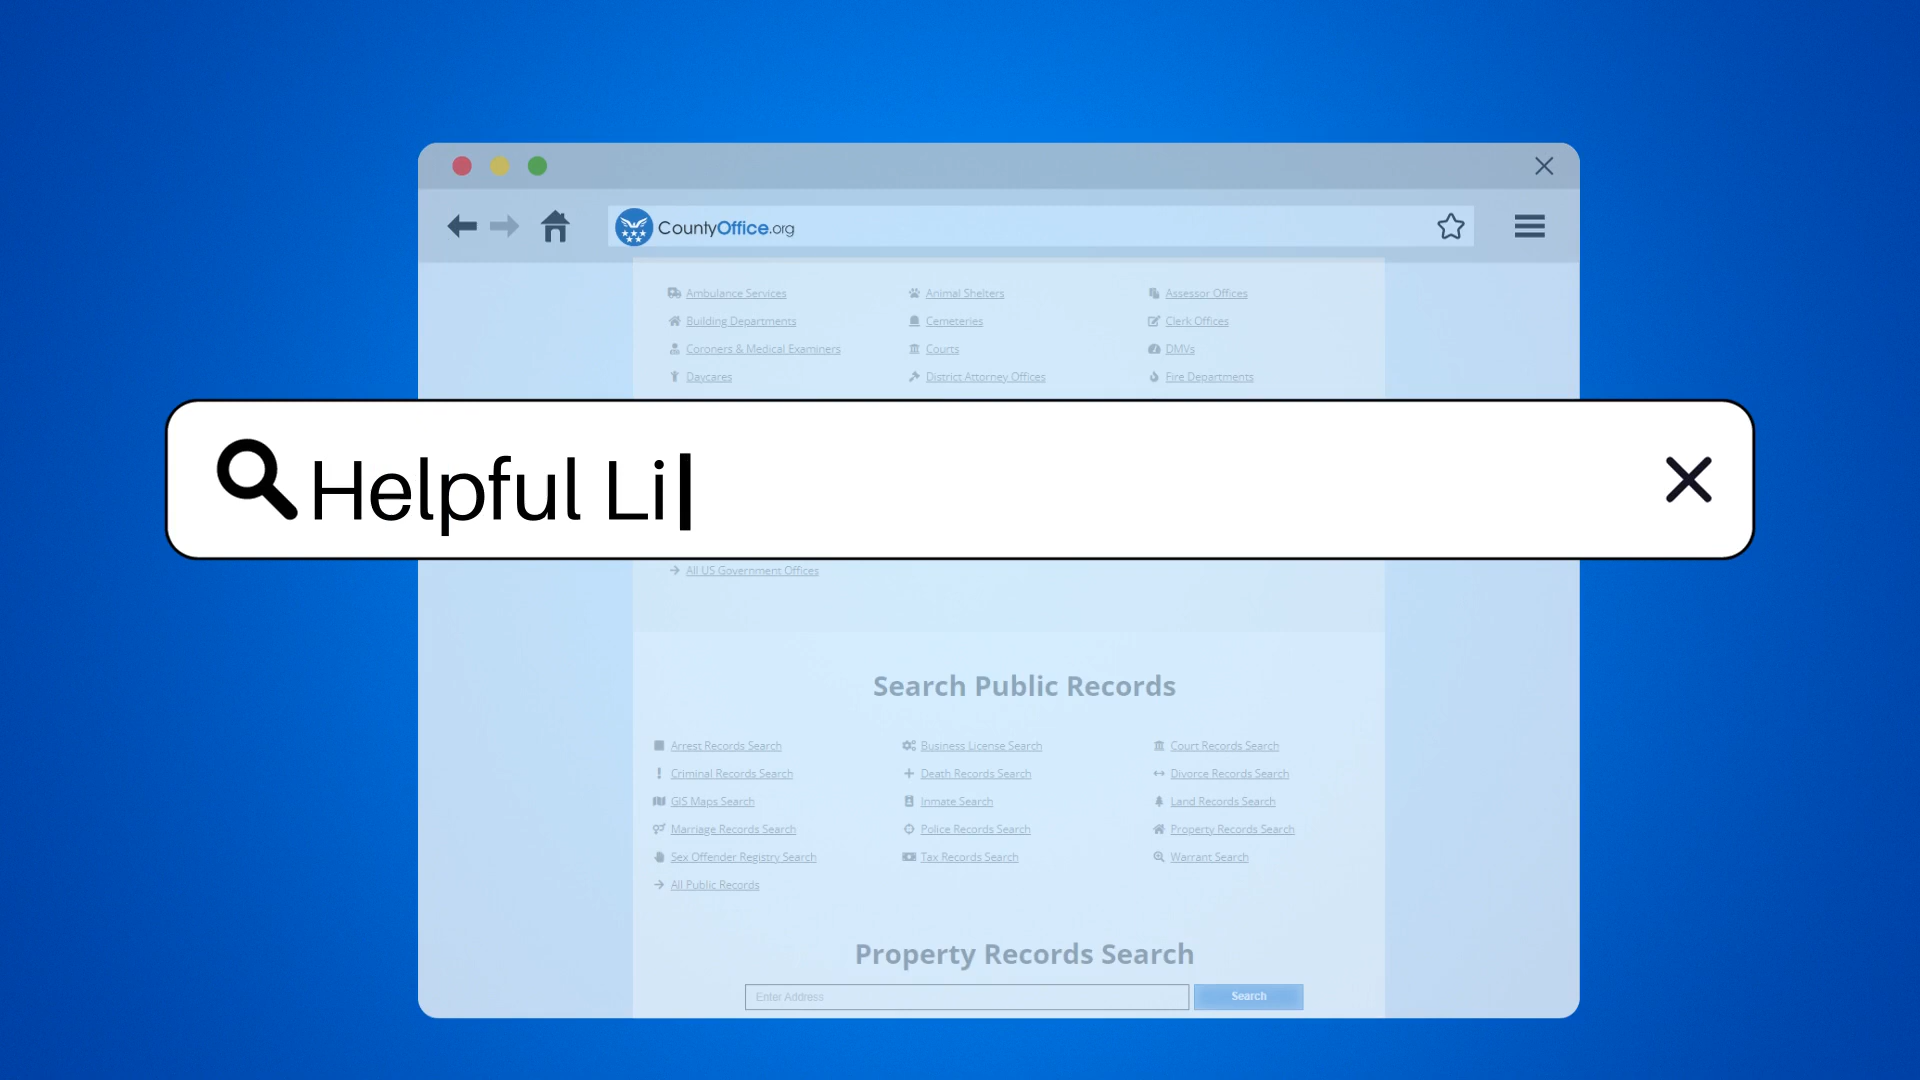 CountyOffice.org
Ambulance Services Animal Shelters Assessor Offices
Building Departments Cemeteries Clerk Offices
Coroners & Medical Examiners Courts DMVs
Daycares District Attorney Offices Fire Departments
Helpful Li
All US Government Offices
Search Public Records
Arrest Records Search Business License Search Court Records Search
Criminal Records Search Death Records Search Divorce Records Search
GIS Maps Search Inmate Search Land Records Search
Marriage Records Search Police Records Search Property Records Search
Sex Offender Registry Search Tax Records Search Warrant Search
All Public Records
Property Records Search
Enter Address Search